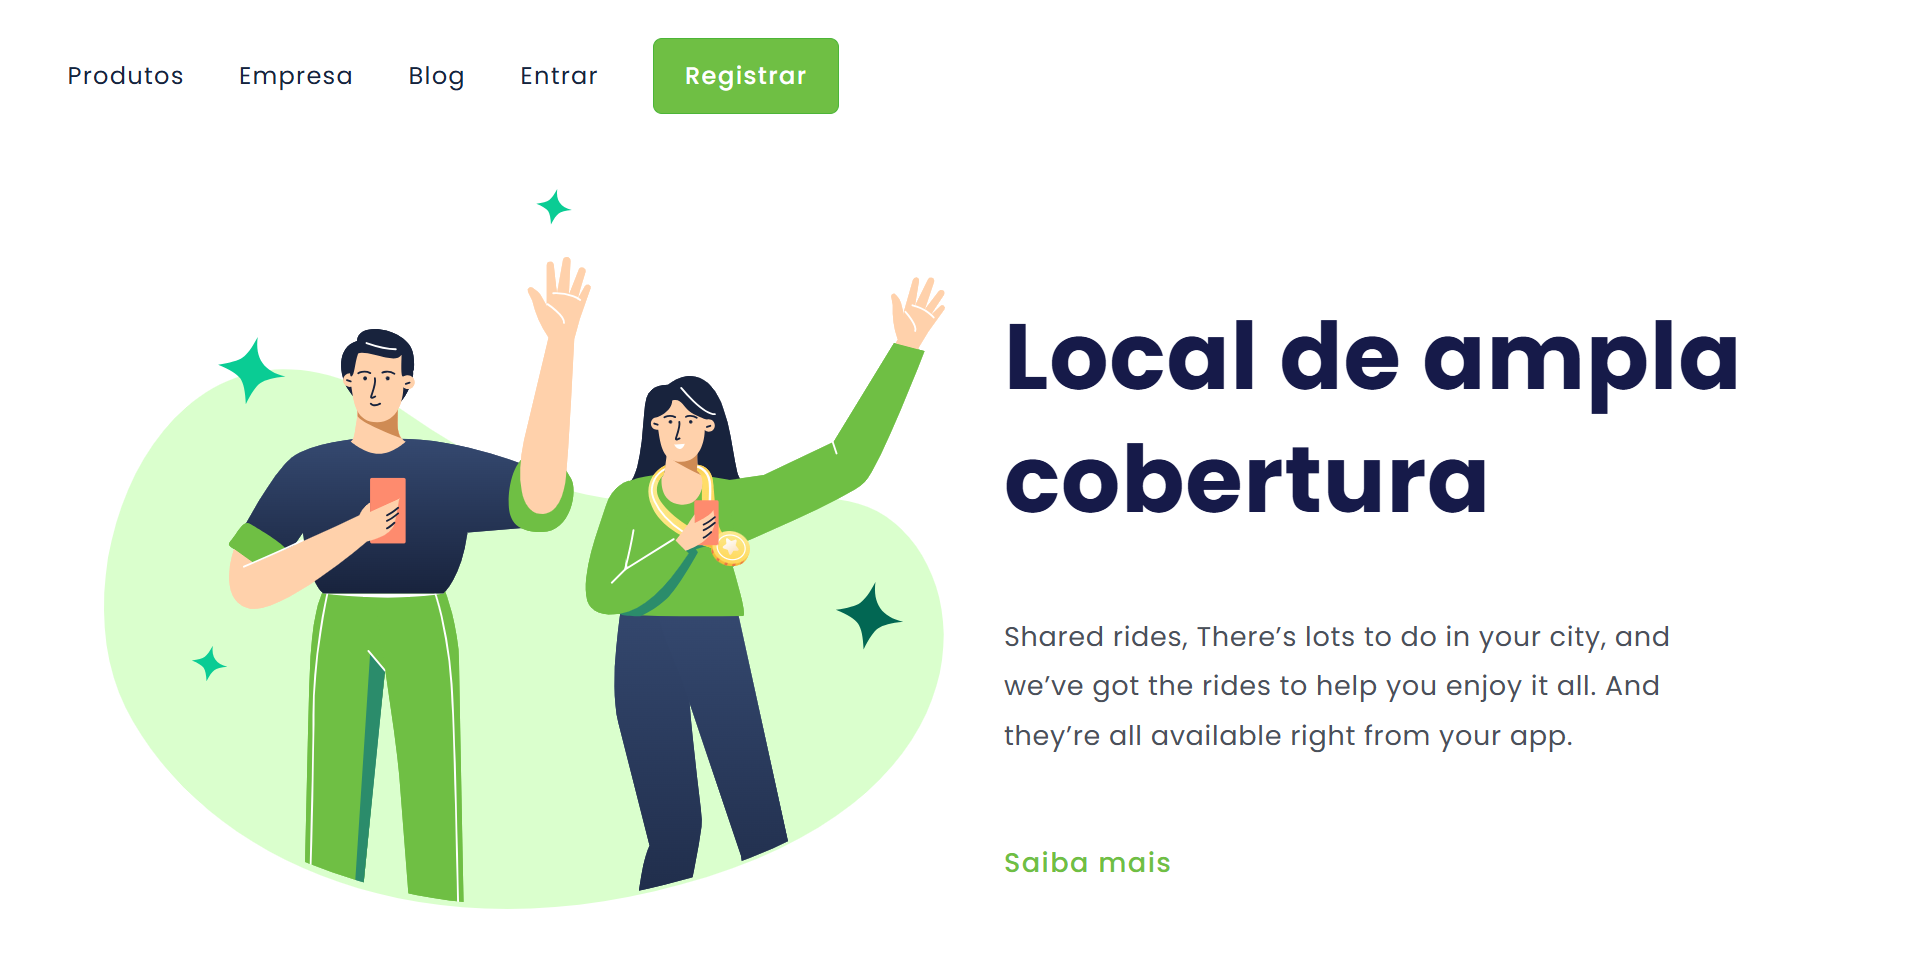 Produtos Empresa Blog Entrar Registrar
Local de ampla
cobertura
Shared rides, There’s lots to do in your city, and
we’ve got the rides to help you enjoy it all. And
they’re all available right from your app.
Saiba mais